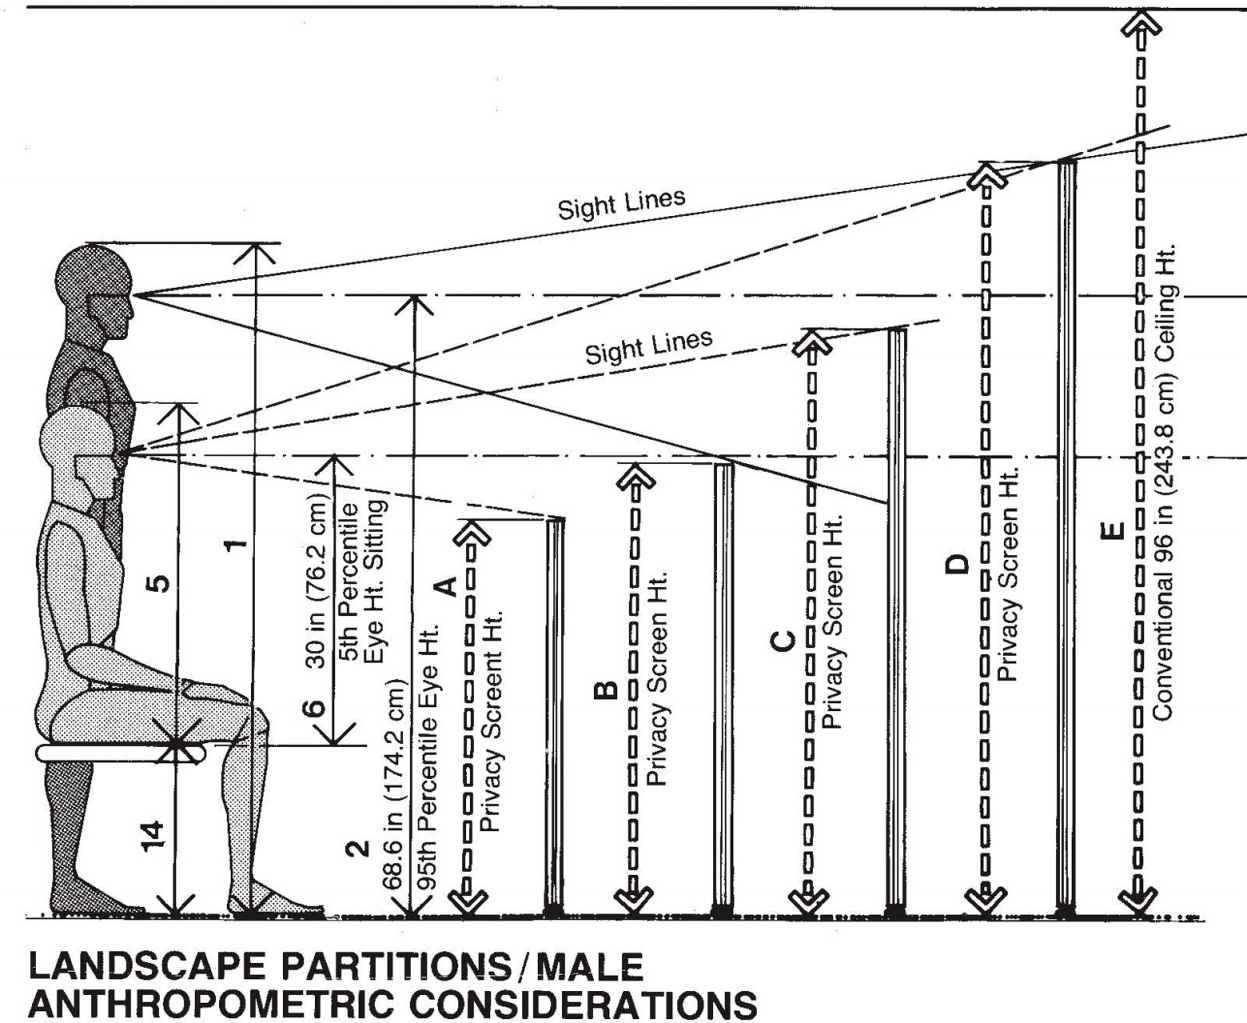 Sight Lines
Sight Lines
5
1
14
6
30 in (76.2 cm)
5th Percentile
Eye Ht. Sitting
2
68.6 in (174.2 cm)
95th Percentile Eye Ht.
A
Privacy Screent Ht.
B
Privacy Screen Ht.
C
Privacy Screen Ht.
D
Privacy Screen Ht.
E
Conventional 96 in (243.8 cm) Ceiling Ht.
LANDSCAPE PARTITIONS/MALE
ANTHROPOMETRIC CONSIDERATIONS